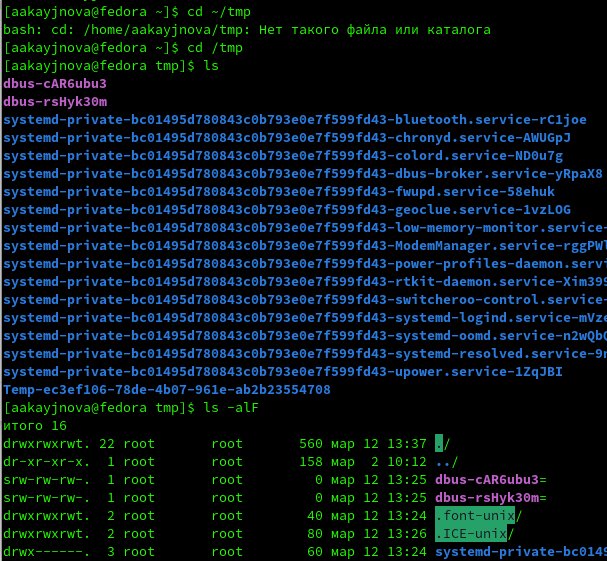 [aakayjnova@fedora ~]$ cd ~/tmp
bash: cd: /home/aakayjnova/tmp: Нет такого файла или каталога
[aakayjnova@fedora ~]$ cd /tmp
[aakayjnova@fedora tmp]$ ls
dbus-cAR6ubu3
dbus-rsHyk30m
systemd-private-bc01495d780843c0b793e0e7f599fd43-bluetooth.service-rC1joe
systemd-private-bc01495d780843c0b793e0e7f599fd43-chronyd.service-AWUGpJ
systemd-private-bc01495d780843c0b793e0e7f599fd43-colord.service-ND0u7g
systemd-private-bc01495d780843c0b793e0e7f599fd43-dbus-broker.service-yRpaX8
systemd-private-bc01495d780843c0b793e0e7f599fd43-fwupd.service-58ehuk
systemd-private-bc01495d780843c0b793e0e7f599fd43-geoclue.service-1vzLOG
systemd-private-bc01495d780843c0b793e0e7f599fd43-low-memory-monitor.service-
systemd-private-bc01495d780843c0b793e0e7f599fd43-ModemManager.service-rggPWl
systemd-private-bc01495d780843c0b793e0e7f599fd43-power-profiles-daemon.servi
systemd-private-bc01495d780843c0b793e0e7f599fd43-rtkit-daemon.service-Xim399
systemd-private-bc01495d780843c0b793e0e7f599fd43-switcheroo-control.service-
systemd-private-bc01495d780843c0b793e0e7f599fd43-systemd-logind.service-mVze
systemd-private-bc01495d780843c0b793e0e7f599fd43-systemd-oomd.service-n2wQbG
systemd-private-bc01495d780843c0b793e0e7f599fd43-systemd-resolved.service-9r
systemd-private-bc01495d780843c0b793e0e7f599fd43-upower.service-1ZqJBI
Temp-ec3ef106-78de-4b07-961e-ab2b23554708
[aakayjnova@fedora tmp]$ ls -alF
итого 16
drwxrwxrwt. 22 root root 560 мар 12 13:37 ./
dr-xr-xr-x. 1 root root 158 мар 2 10:12 ../
srw-rw-rw-. 1 root root 0 мар 12 13:25 dbus-cAR6ubu3=
srw-rw-rw-. 1 root root 0 мар 12 13:25 dbus-rsHyk30m=
drwxrwxrwt. 2 root root 40 мар 12 13:24 .font-unix/
drwxrwxrwt. 2 root root 80 мар 12 13:26 .ICE-unix/
drwx------. 3 root root 60 мар 12 13:24 systemd-private-bc0149